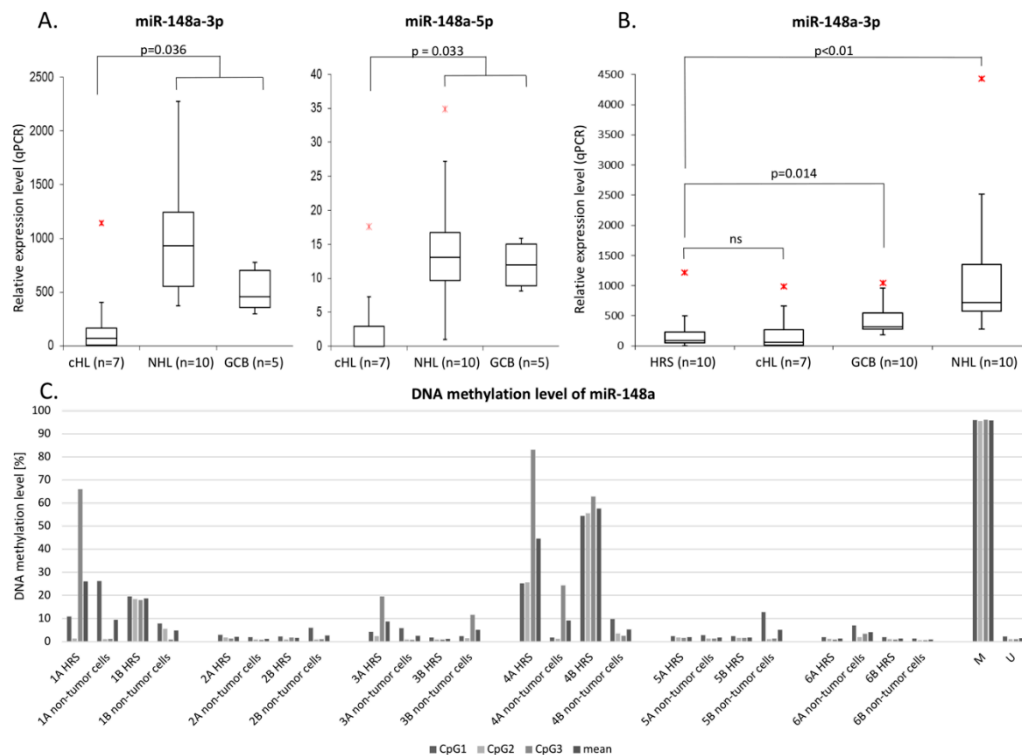 A.
miR-148a-3p
p=0.036
Relative expression level (qPCR)
2500
2000
1500
1000
500
0
cHL (n=7)
NHL (n=10)
GCB (n=5)
miR-148a-5p
p = 0.033
40
35
30
25
20
15
10
5
0
cHL (n=7)
NHL (n=10)
GCB (n=5)
B.
miR-148a-3p
p<0.01
p=0.014
ns
Relative expression level (qPCR)
4500
4000
3500
3000
2500
2000
1500
1000
500
0
HRS (n=10)
cHL (n=7)
GCB (n=10)
NHL (n=10)
C.
DNA methylation level of miR-148a
DNA methylation level [%]
100
90
80
70
60
50
40
30
20
10
0
1A HRS
1A non-tumor cells
1B HRS
1B non-tumor cells
2A HRS
2A non-tumor cells
2B HRS
2B non-tumor cells
3A HRS
3A non-tumor cells
3B HRS
3B non-tumor cells
4A HRS
4A non-tumor cells
4B HRS
4B non-tumor cells
5A HRS
5A non-tumor cells
5B HRS
5B non-tumor cells
6A HRS
6A non-tumor cells
6B HRS
6B non-tumor cells
M
U
CpG1 CpG2 CpG3 mean